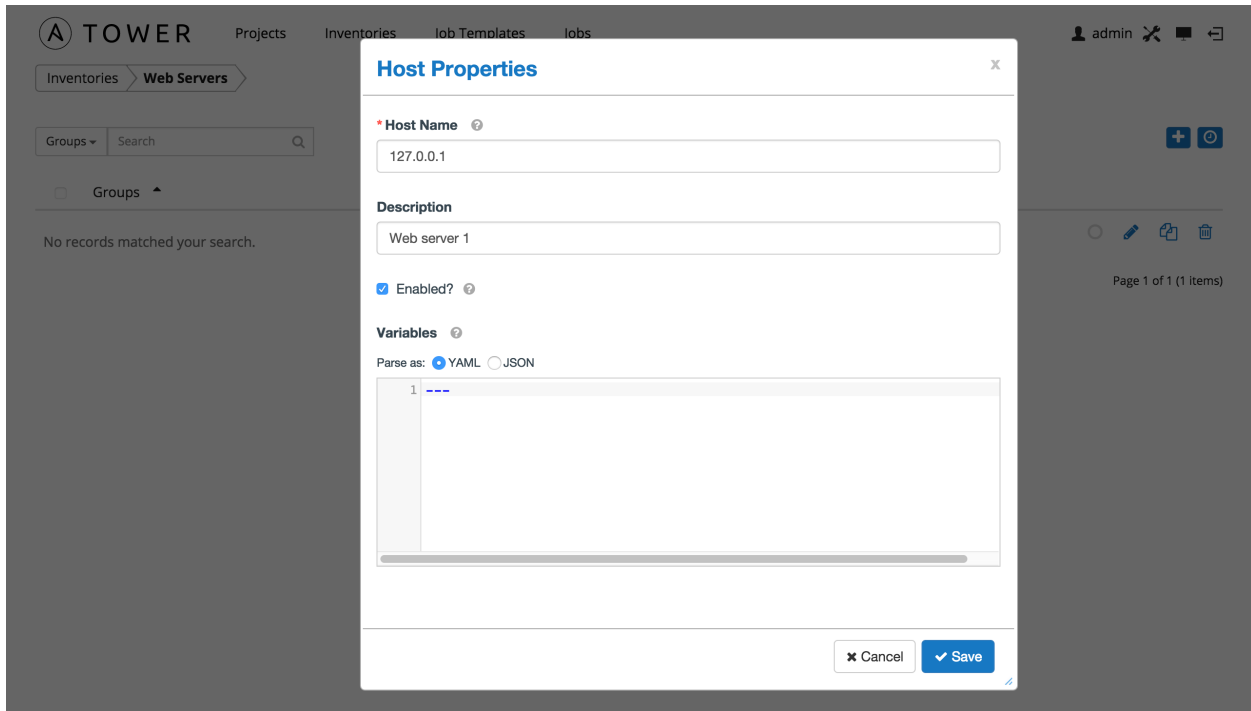 TOWER Projects Inventories Job Templates Jobs admin
Inventories Web Servers
Groups Search
Groups
No records matched your search.
Page 1 of 1 (1 items)
Host Properties x
* Host Name ?
127.0.0.1
Description
Web server 1
Enabled? ?
Variables ?
Parse as: YAML JSON
1 ---
Cancel Save